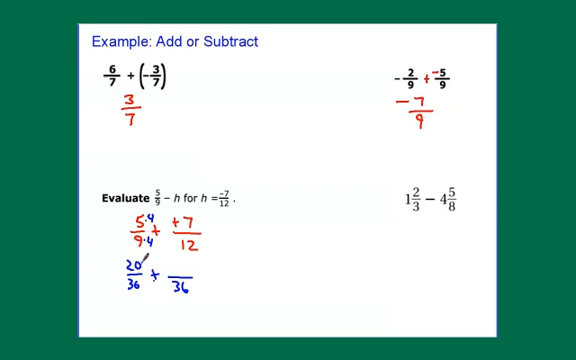 Example: Add or Subtract
6/7 + (-3/7)
3/7
- 2/9 + -5/9
-7/9
Evaluate 5/9 - h for h = -7/12 .
5·4/9·4 + +7/12
20/36 + /36
1 2/3 - 4 5/8